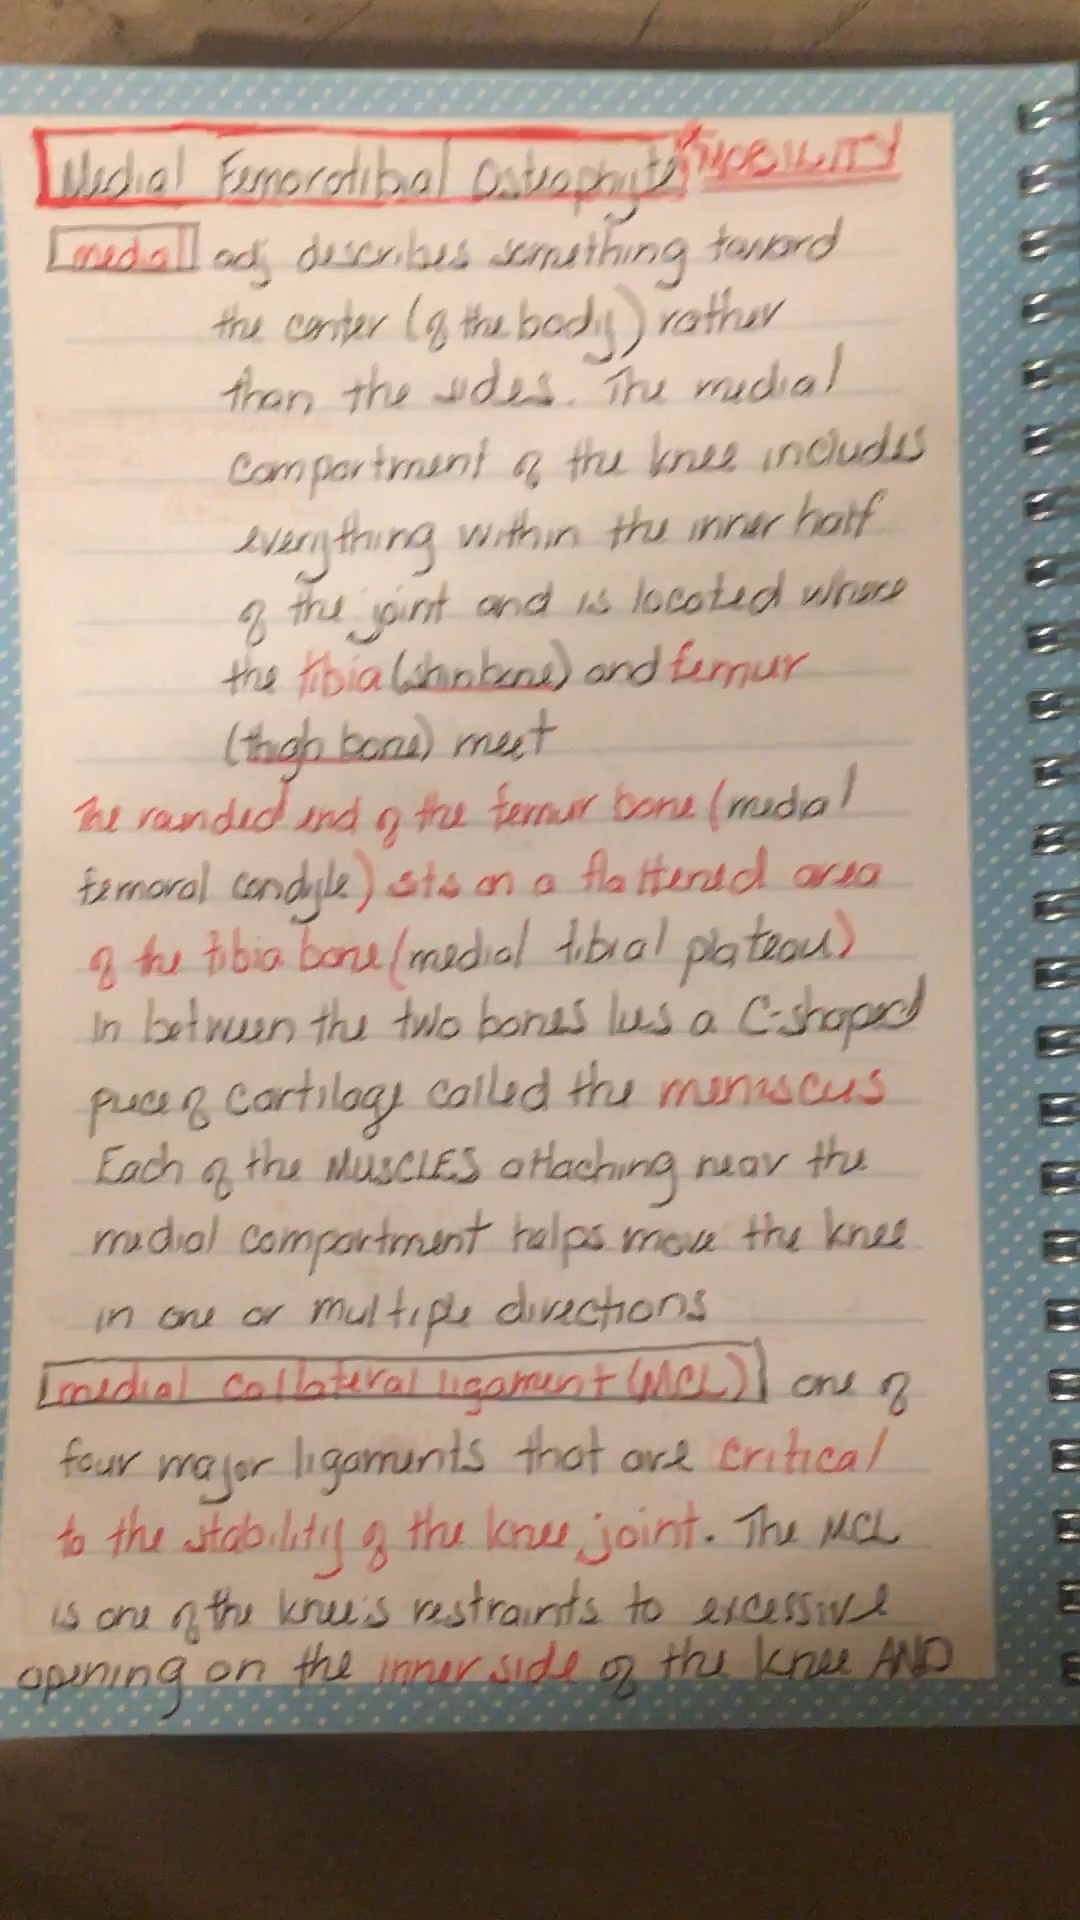 Medial Femorotibial Osteophyte *MOBILITY
medial adj describes something toward
the center (of the body) rather
than the sides. The medial
compartment of the knee includes
everything within the inner half
of the joint and is located where
the tibia (shinbone) and femur
(thigh bone) meet
The rounded end of the femur bone (medial
femoral condyle) sits on a flattened area
of the tibia bone (medial tibial plateau)
In between the two bones lies a C-shaped
piece of cartilage called the meniscus
Each of the MUSCLES attaching near the
medial compartment helps move the knee
in one or multiple directions
medial collateral ligament (MCL) one of
four major ligaments that are critical
to the stability of the knee joint. The MCL
is one of the knee's restraints to excessive
opening on the inner side of the knee AND